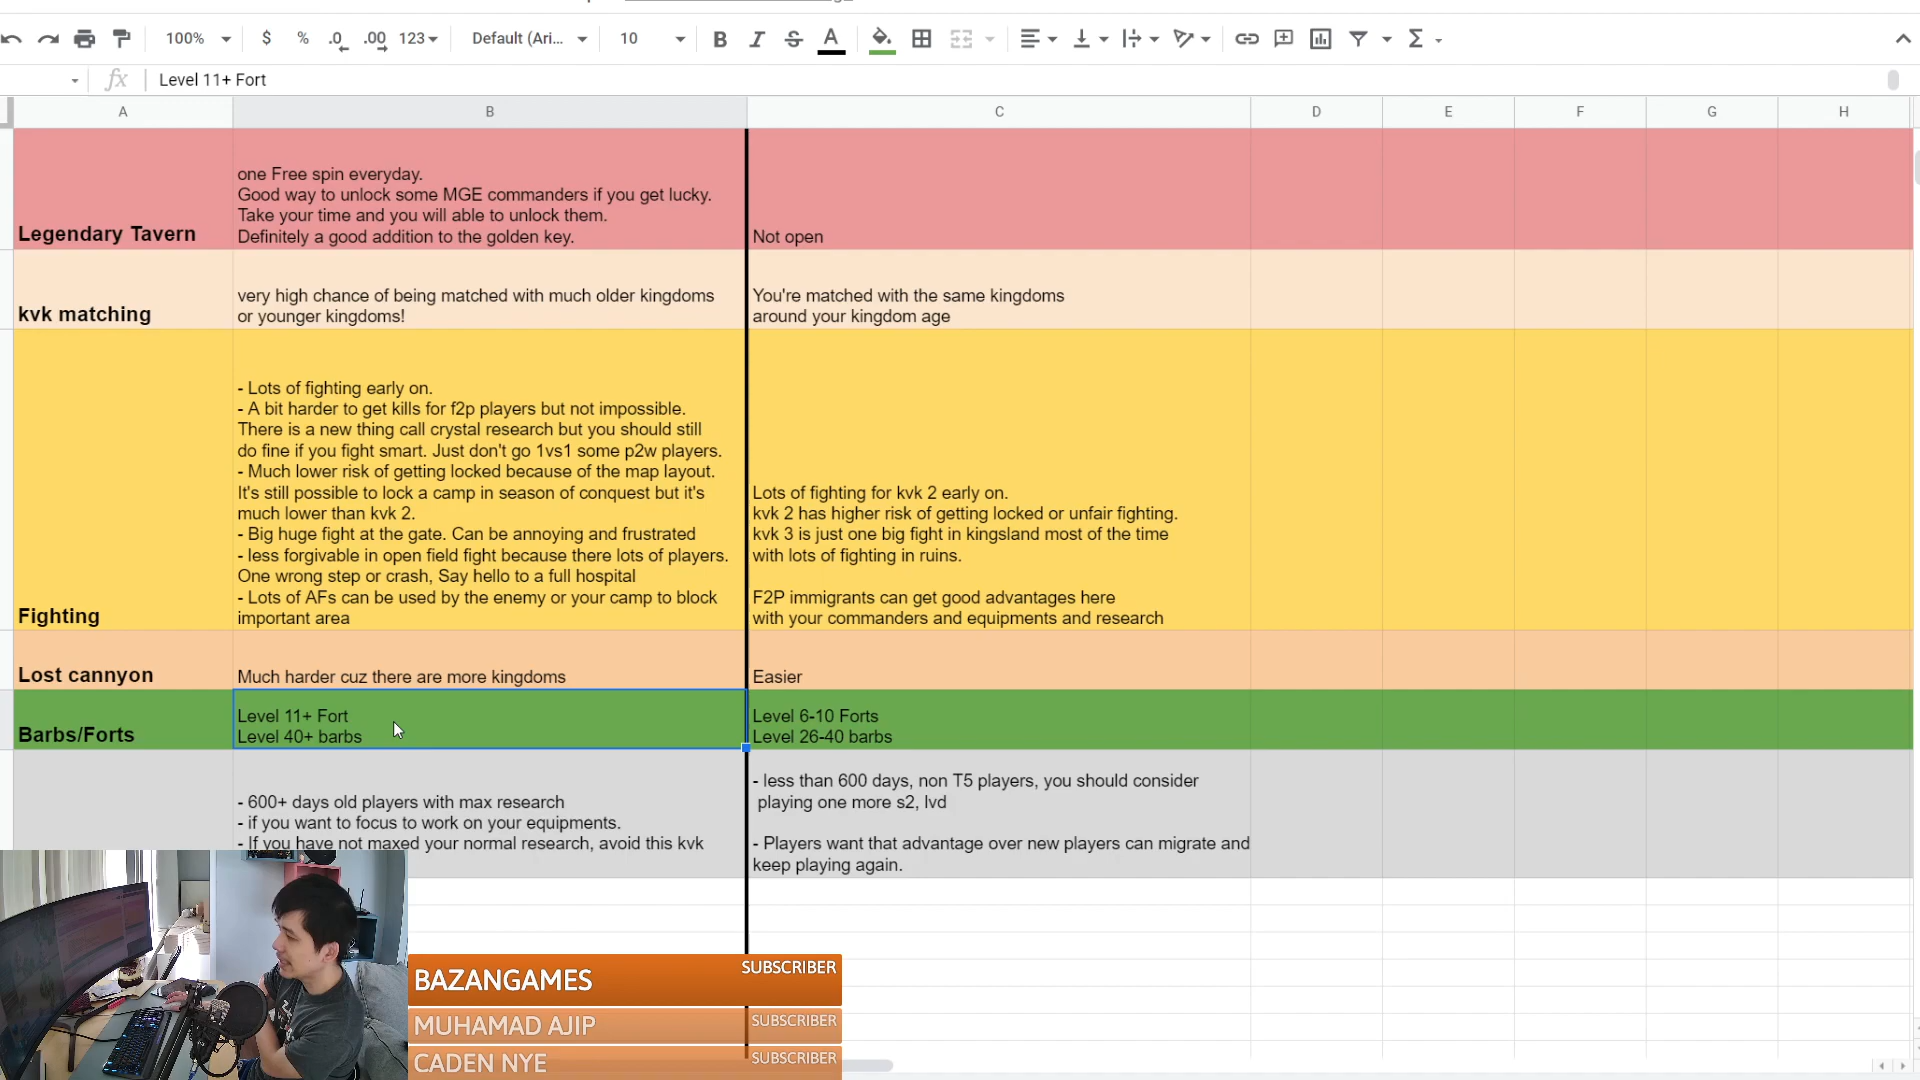 100%
$
%
.0
.00
123
Default (Ari...
10
B
I
S
A
Σ
fx
Level 11+ Fort
A
B
C
D
E
F
G
H
one Free spin everyday.
Good way to unlock some MGE commanders if you get lucky.
Take your time and you will able to unlock them.
Definitely a good addition to the golden key.
Legendary Tavern
Not open
very high chance of being matched with much older kingdoms
or younger kingdoms!
kvk matching
You're matched with the same kingdoms
around your kingdom age
- Lots of fighting early on.
- A bit harder to get kills for f2p players but not impossible.
There is a new thing call crystal research but you should still
do fine if you fight smart. Just don't go 1vs1 some p2w players.
- Much lower risk of getting locked because of the map layout.
It's still possible to lock a camp in season of conquest but it's
much lower than kvk 2.
- Big huge fight at the gate. Can be annoying and frustrated
- less forgivable in open field fight because there lots of players.
One wrong step or crash, Say hello to a full hospital
- Lots of AFs can be used by the enemy or your camp to block
important area
Fighting
Lots of fighting for kvk 2 early on.
kvk 2 has higher risk of getting locked or unfair fighting.
kvk 3 is just one big fight in kingsland most of the time
with lots of fighting in ruins.
F2P immigrants can get good advantages here
with your commanders and equipments and research
Lost cannyon
Much harder cuz there are more kingdoms
Easier
Barbs/Forts
Level 11+ Fort
Level 40+ barbs
Level 6-10 Forts
Level 26-40 barbs
- 600+ days old players with max research
- if you want to focus to work on your equipments.
- If you have not maxed your normal research, avoid this kvk
- less than 600 days, non T5 players, you should consider
playing one more s2, lvd
- Players want that advantage over new players can migrate and
keep playing again.
BAZANGAMES SUBSCRIBER
MUHAMAD AJIP SUBSCRIBER
CADEN NYE SUBSCRIBER